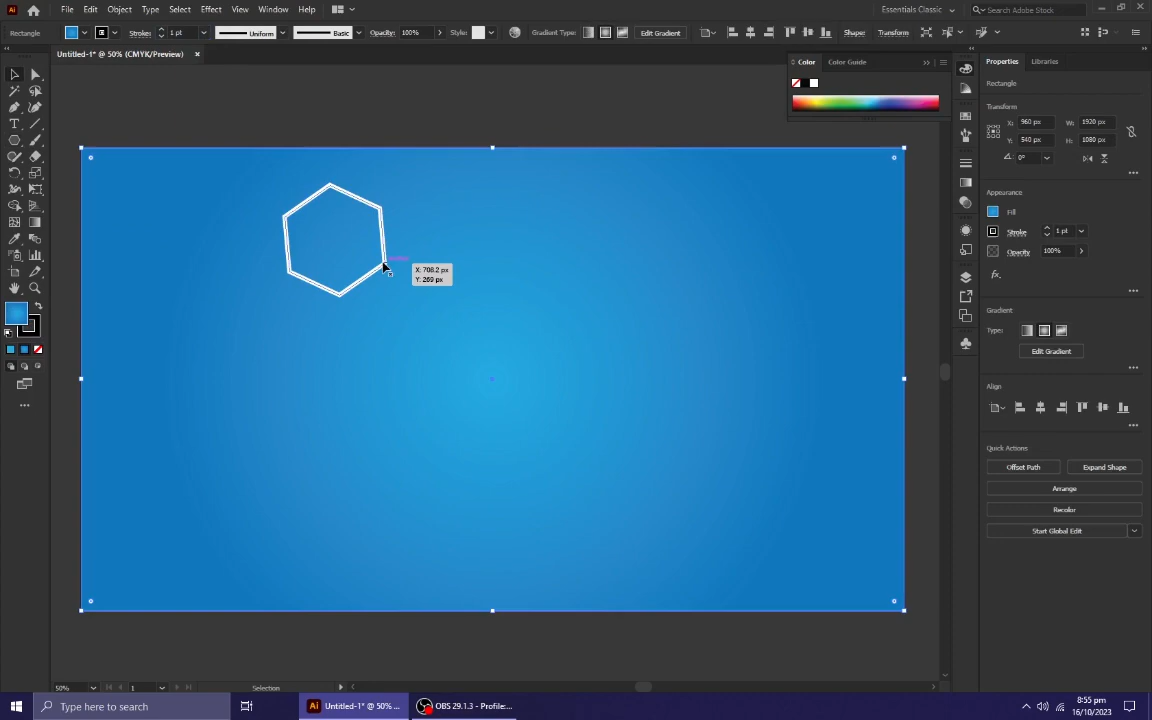 Ai File Edit Object Type Select Effect View Window Help Essentials Classic Search Adobe Stock
Rectangle Stroke: 1 pt Uniform Basic Opacity: 100% Style: Gradient Type: Edit Gradient Shape: Transform
Untitled-1* @ 50% (CMYK/Preview)
Color Color Guide
Properties Libraries
Rectangle
Transform
X: 960 px W: 1920 px
Y: 540 px H: 1080 px
0°
Appearance
Fill
Stroke 1 pt
Opacity 100%
fx.
X: 708.2 px
Y: 269 px
Gradient
Type:
Edit Gradient
Align
Quick Actions
Offset Path Expand Shape
Arrange
Recolor
Start Global Edit
50% 1 Selection
Type here to search
Ai Untitled-1* @ 50% ...
OBS 29.1.3 - Profile:...
8:55 pm
16/10/2023